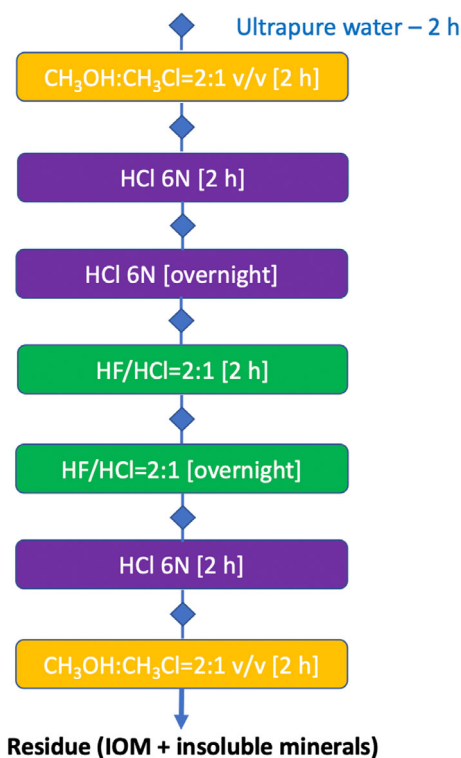 Ultrapure water – 2 h
CH₃OH:CH₃Cl=2:1 v/v [2 h]
HCl 6N [2 h]
HCl 6N [overnight]
HF/HCl=2:1 [2 h]
HF/HCl=2:1 [overnight]
HCl 6N [2 h]
CH₃OH:CH₃Cl=2:1 v/v [2 h]
Residue (IOM + insoluble minerals)